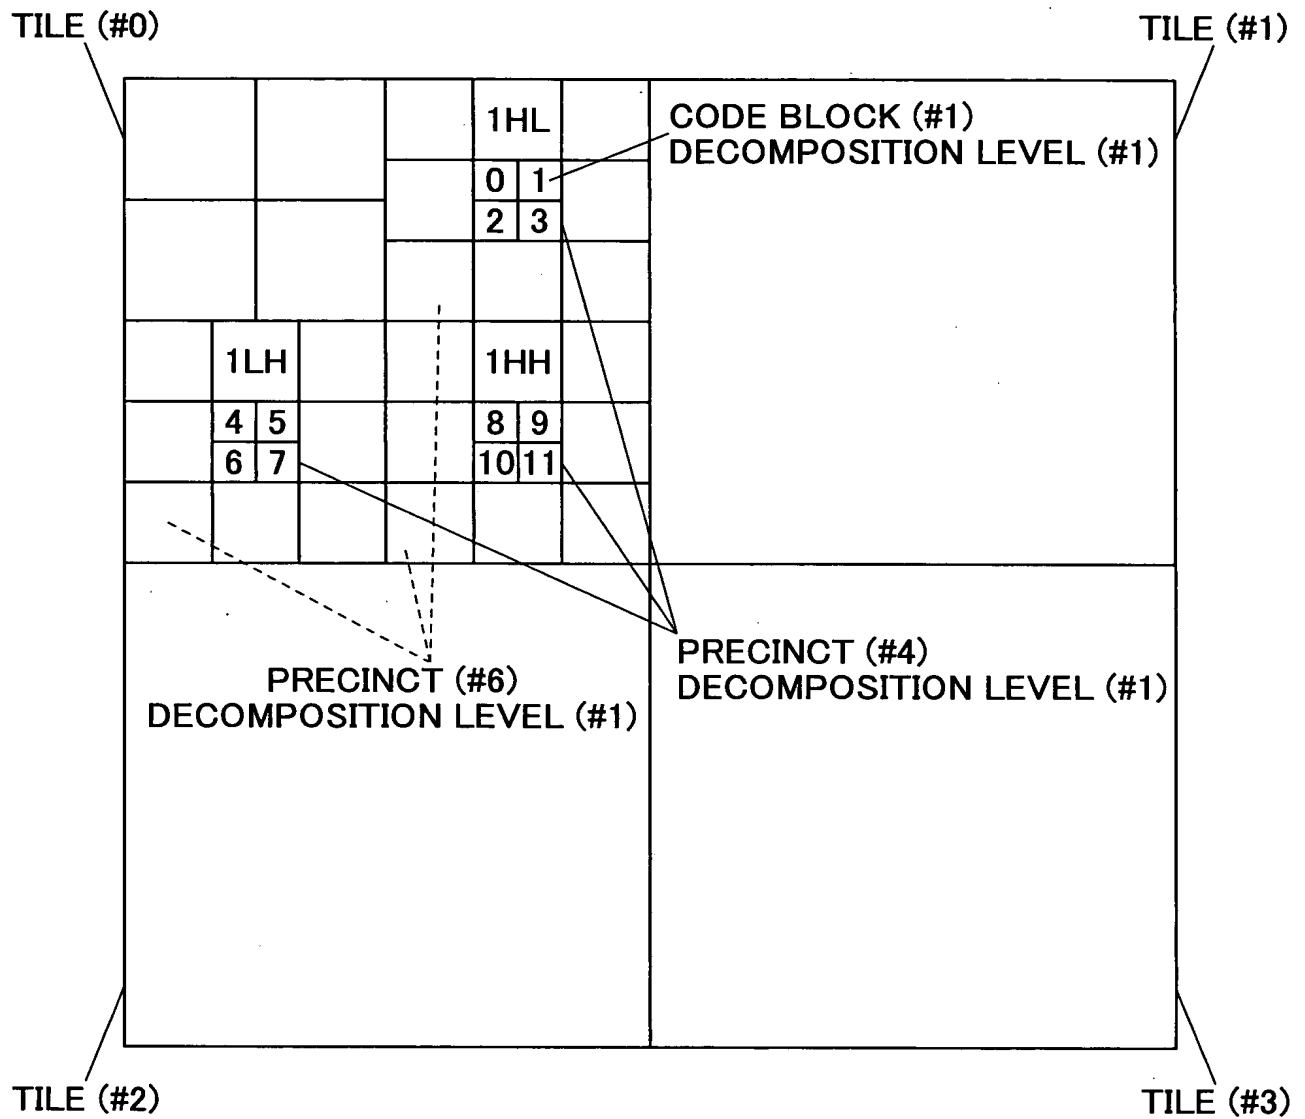 TILE (#0)
TILE (#1)
1HL
CODE BLOCK (#1)
DECOMPOSITION LEVEL (#1)
0 1
2 3
1LH
1HH
4 5
8 9
6 7
10 11
PRECINCT (#4)
DECOMPOSITION LEVEL (#1)
PRECINCT (#6)
DECOMPOSITION LEVEL (#1)
TILE (#2)
TILE (#3)